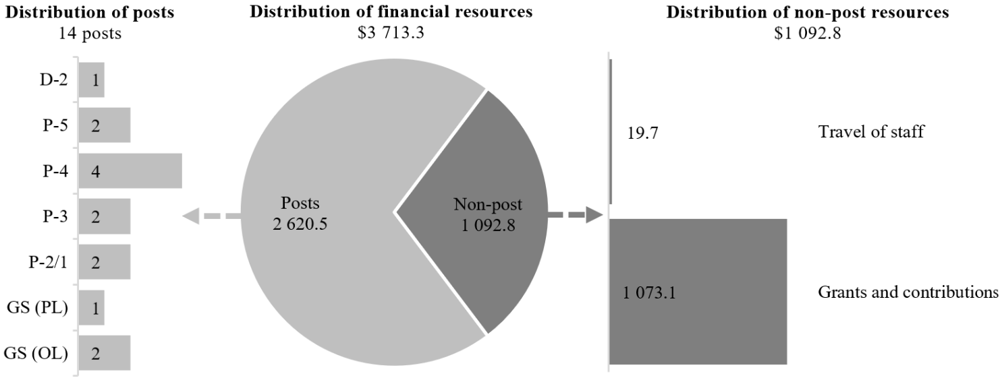 Distribution of posts
14 posts
D-2
1
P-5
2
P-4
4
P-3
2
P-2/1
2
GS (PL)
1
GS (OL)
2
Distribution of financial resources
$3 713.3
Posts
2 620.5
Non-post
1 092.8
Distribution of non-post resources
$1 092.8
19.7
Travel of staff
1 073.1
Grants and contributions